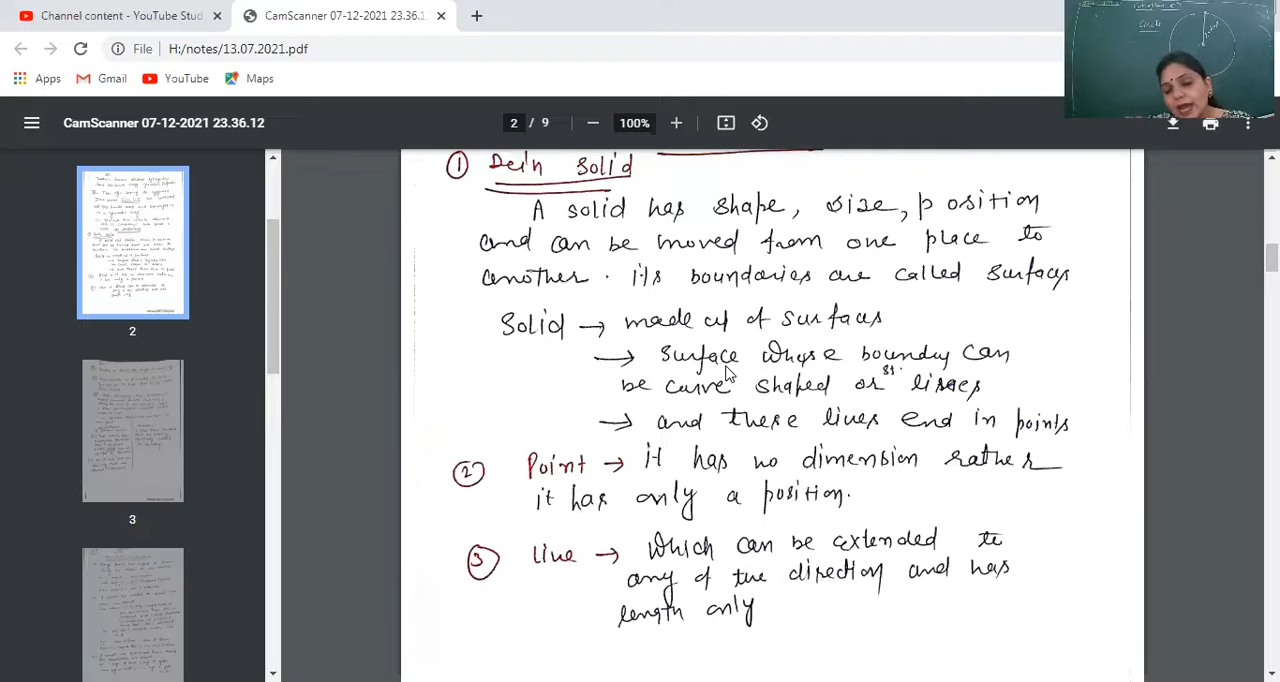 Channel content - YouTube Stud
CamScanner 07-12-2021 23.36.12
File
H:/notes/13.07.2021.pdf
Apps
Gmail
YouTube
Maps
CamScanner 07-12-2021 23.36.12
2 / 9
100%
Circle
2
3
① Solid
A solid has shape, size, position
and can be moved from one place to
another. its boundaries are called surfaces
Solid → made up of surfaces
→ Surface whose boundry can
be curve shaped or st. lines
→ and these lines end in points
② Point → it has no dimension rather
it has only a position.
③ line → which can be extended to
any of the direction and has
length only